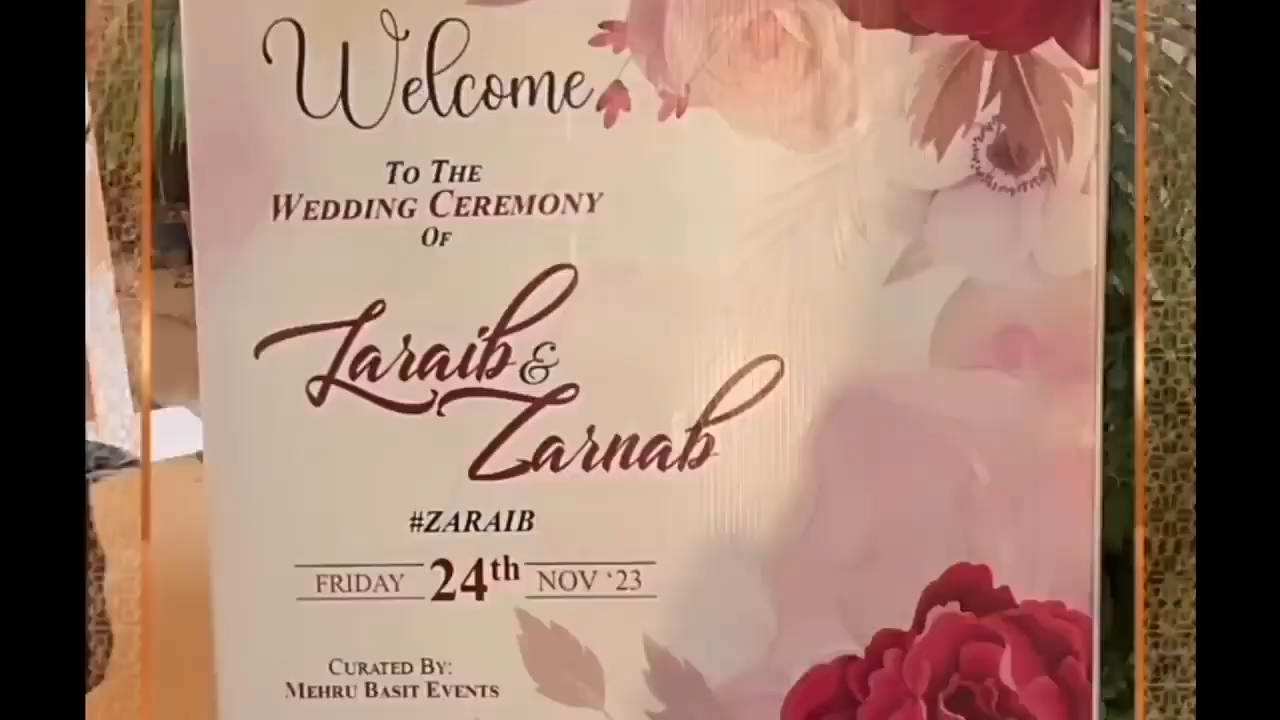 Welcome
TO THE
WEDDING CEREMONY
OF
Laraib &
Zarnab
#ZARAIB
FRIDAY 24th NOV ‘23
CURATED BY:
MEHRU BASIT EVENTS